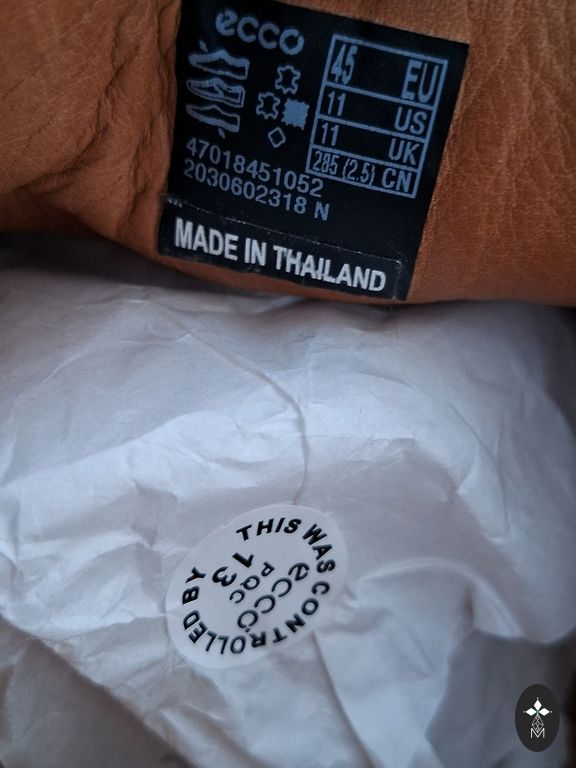 ecco
45 EU
11 US
11 UK
285 (2.5) CN
47018451052
2030602318 N
MADE IN THAILAND
THIS WAS CONTROLLED BY
13
PQC
ecco
M